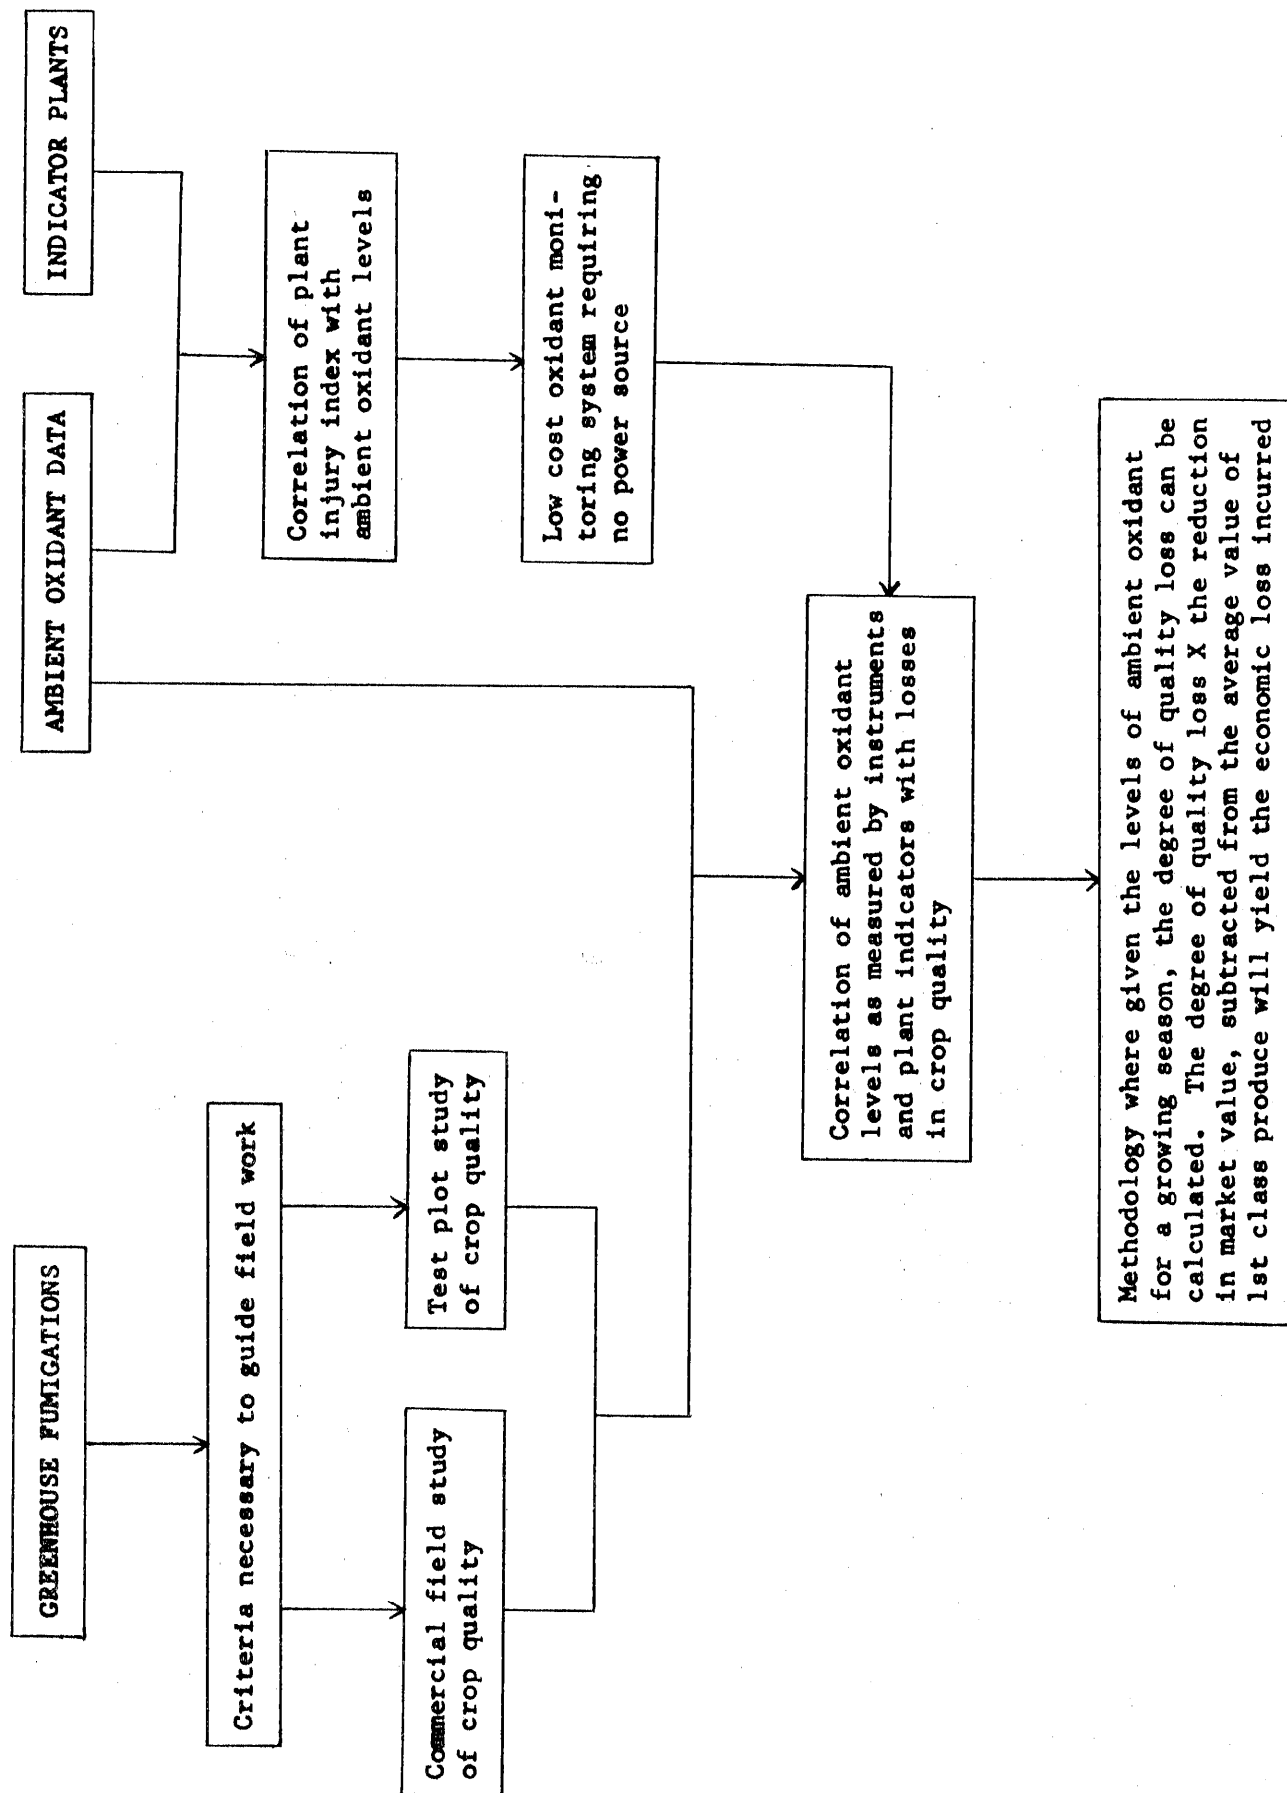 GREENHOUSE FUMIGATIONS
AMBIENT OXIDANT DATA
INDICATOR PLANTS
Criteria necessary to guide field work
Correlation of plant
injury index with
ambient oxidant levels
Commercial field study
of crop quality
Test plot study
of crop quality
Low cost oxidant moni-
toring system requiring
no power source
Correlation of ambient oxidant
levels as measured by instruments
and plant indicators with losses
in crop quality
Methodology where given the levels of ambient oxidant
for a growing season, the degree of quality loss can be
calculated. The degree of quality loss X the reduction
in market value, subtracted from the average value of
1st class produce will yield the economic loss incurred